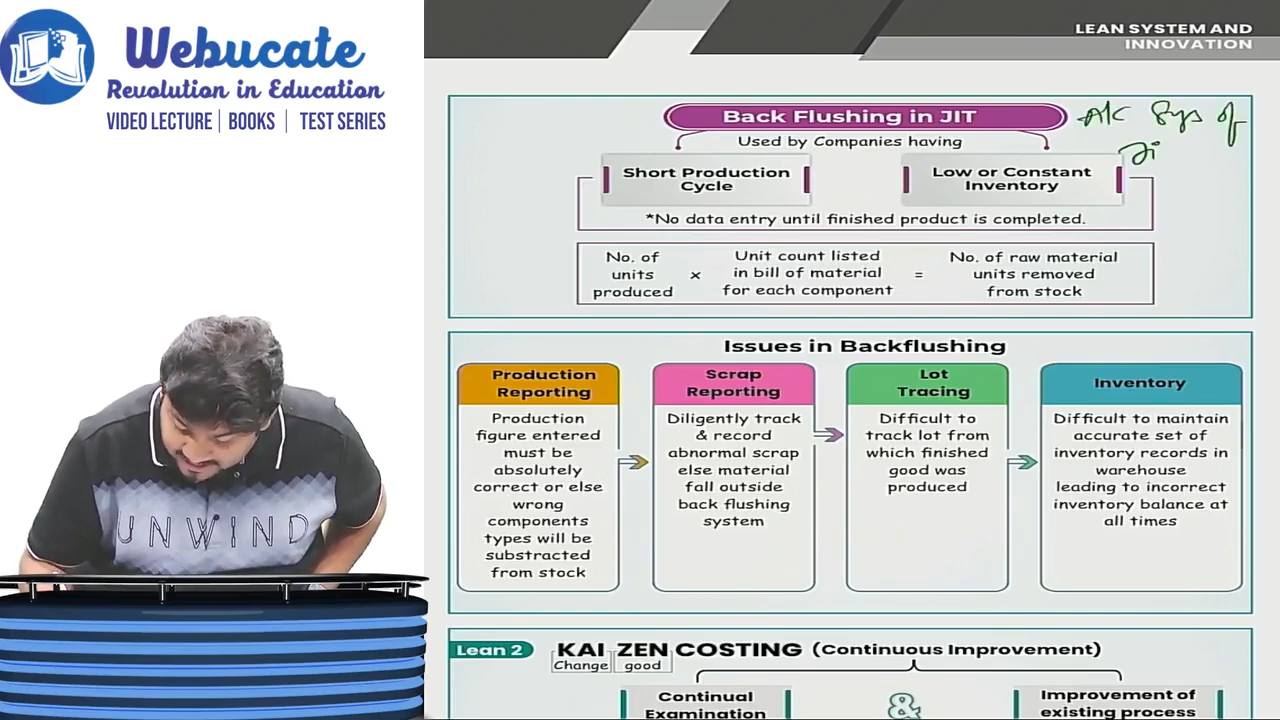 Webucate
Revolution in Education
VIDEO LECTURE | BOOKS | TEST SERIES
LEAN SYSTEM AND
INNOVATION
Back Flushing in JIT
A/c Sys of
Ji
Used by Companies having
Short Production
Cycle
Low or Constant
Inventory
*No data entry until finished product is completed.
No. of
units
produced
x
Unit count listed
in bill of material
for each component
=
No. of raw material
units removed
from stock
Issues in Backflushing
Production
Reporting
Production
figure entered
must be
absolutely
correct or else
wrong
components
types will be
substracted
from stock
Scrap
Reporting
Diligently track
& record
abnormal scrap
else material
fall outside
back flushing
system
Lot
Tracing
Difficult to
track lot from
which finished
good was
produced
Inventory
Difficult to maintain
accurate set of
inventory records in
warehouse
leading to incorrect
inventory balance at
all times
Lean 2
KAI ZEN COSTING (Continuous Improvement)
Change good
Continual
Examination
&
Improvement of
existing process
UNWIND